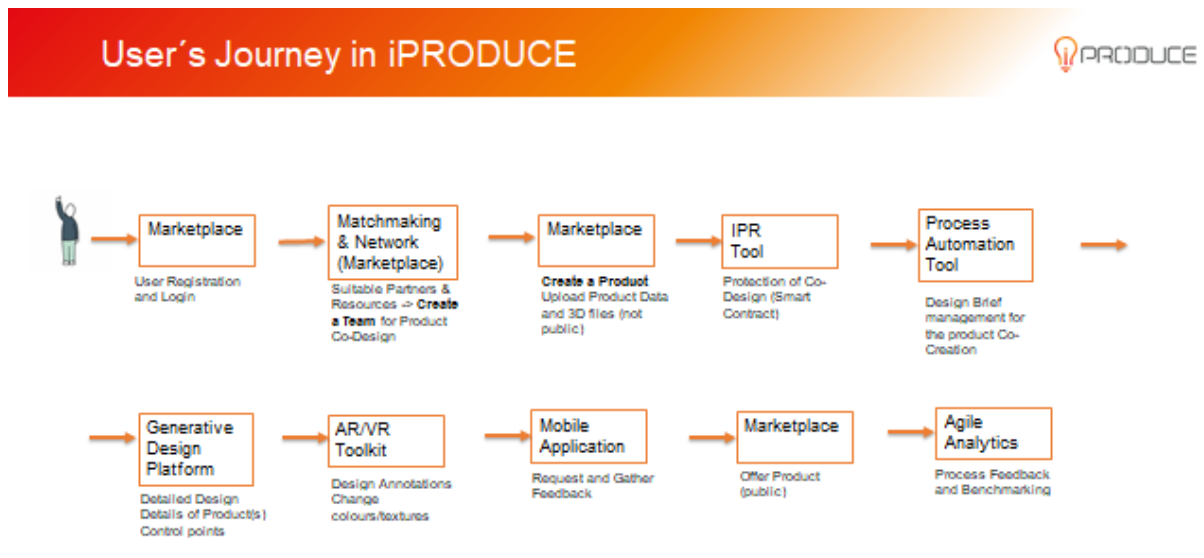 User´s Journey in iPRODUCE
iPRODUCE
Marketplace
User Registration
and Login
Matchmaking
& Network
(Marketplace)
Suitable Partners &
Resources -> Create
a Team for Product
Co-Design
Marketplace
Create a Product
Upload Product Data
and 3D files (not
public)
IPR
Tool
Protection of Co-
Design (Smart
Contract)
Process
Automation
Tool
Design Brief
management for
the product Co-
Creation
Generative
Design
Platform
Detailed Design
Details of Product(s)
Control points
AR/VR
Toolkit
Design Annotations
Change
colours/textures
Mobile
Application
Request and Gather
Feedback
Marketplace
Offer Product
(public)
Agile
Analytics
Process Feedback
and Benchmarking